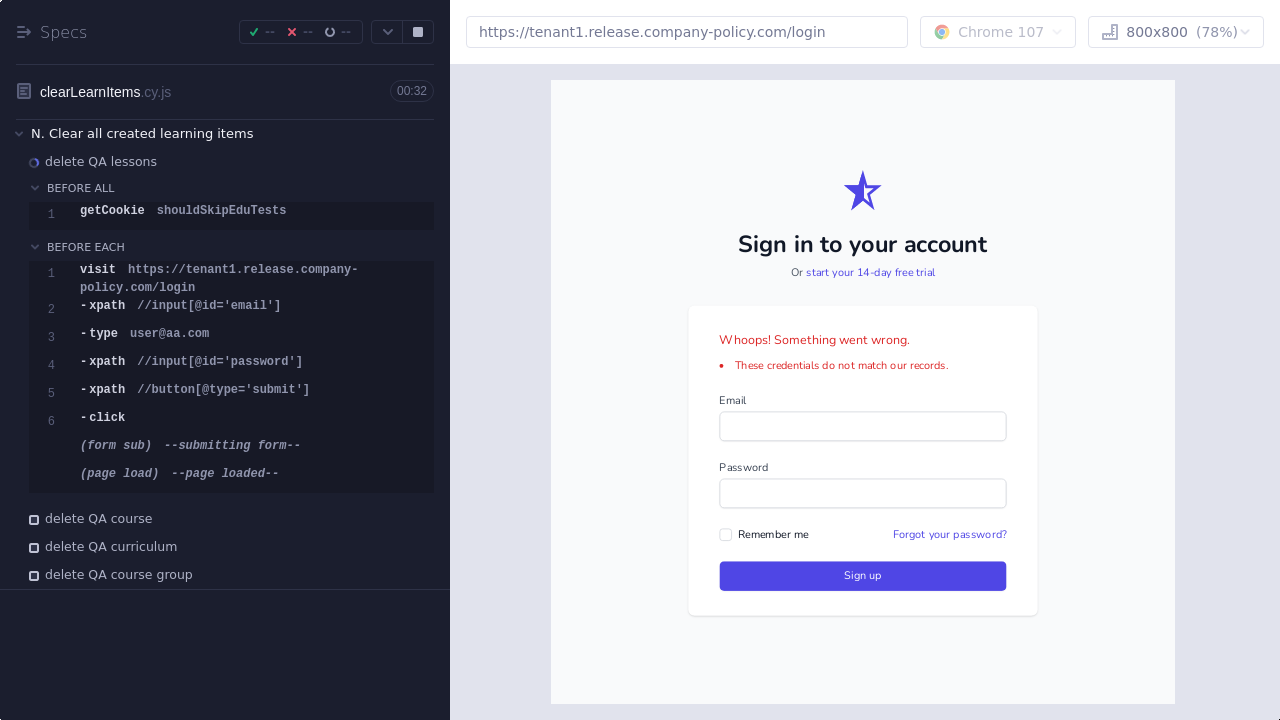 Specs
--
--
--
clearLearnItems.cy.js
00:32
N. Clear all created learning items
delete QA lessons
BEFORE ALL
1 getCookie shouldSkipEduTests
BEFORE EACH
1 visit https://tenant1.release.company-
policy.com/login
2 -xpath //input[@id='email']
3 -type user@aa.com
4 -xpath //input[@id='password']
5 -xpath //button[@type='submit']
6 -click
(form sub) --submitting form--
(page load) --page loaded--
delete QA course
delete QA curriculum
delete QA course group
https://tenant1.release.company-policy.com/login
Chrome 107
800x800 (78%)
Sign in to your account
Or start your 14-day free trial
Whoops! Something went wrong.
• These credentials do not match our records.
Email
Password
Remember me
Forgot your password?
Sign up